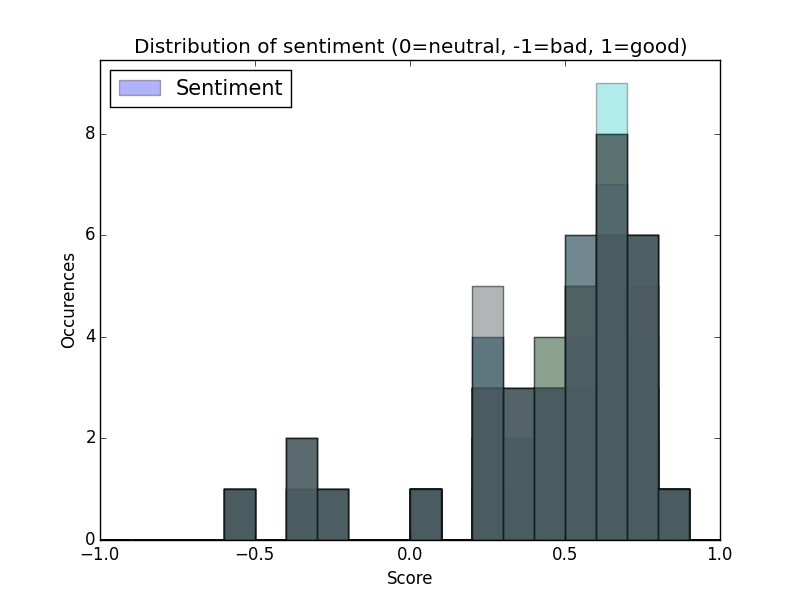 Distribution of sentiment (0=neutral, -1=bad, 1=good)
Sentiment
8
6
4
2
0
−1.0 −0.5 0.0 0.5 1.0
Occurences
Score